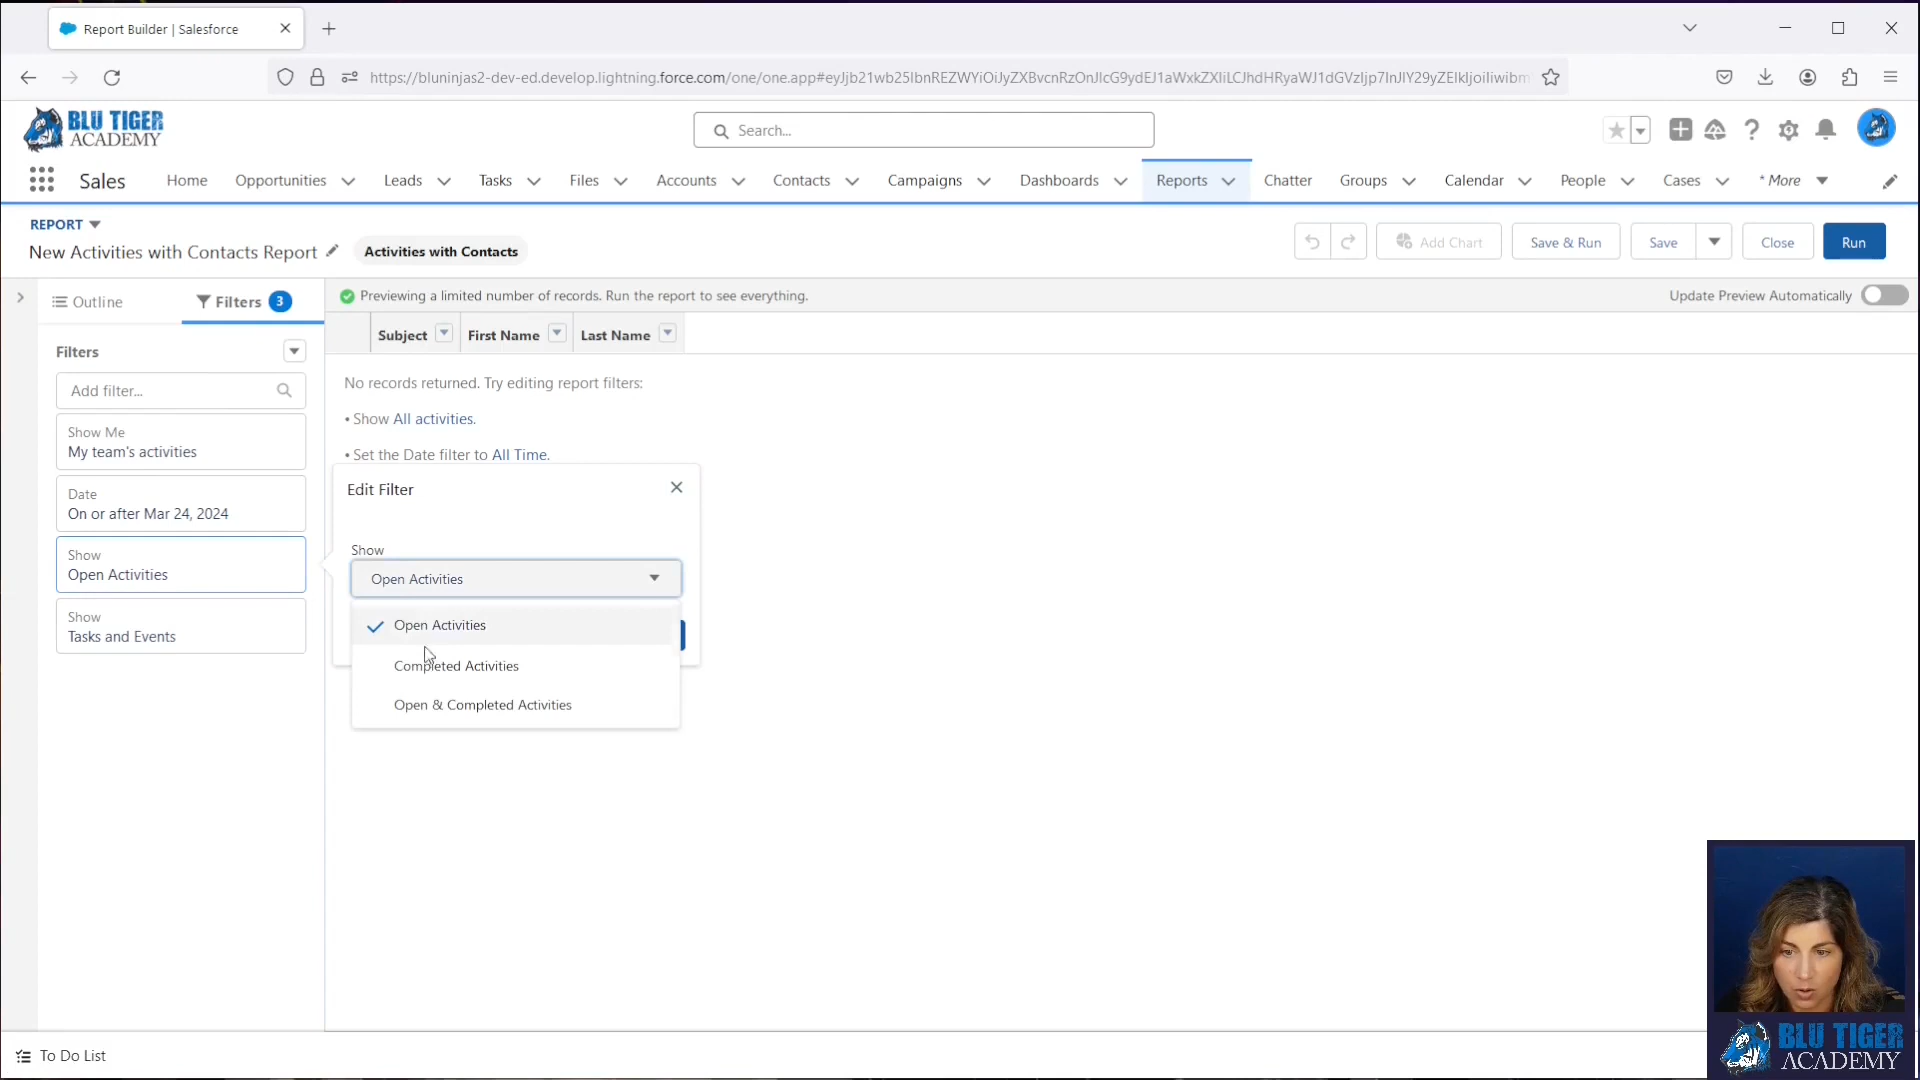 Report Builder | Salesforce
https://bluninjas2-dev-ed.develop.lightning.force.com/one/one.app#
BLU TIGER
ACADEMY
Search...
Sales
Home
Opportunities
Leads
Tasks
Files
Accounts
Contacts
Campaigns
Dashboards
Reports
Chatter
Groups
Calendar
People
Cases
* More
REPORT
New Activities with Contacts Report
Activities with Contacts
Add Chart
Save & Run
Save
Close
Run
Outline
Filters 3
Previewing a limited number of records. Run the report to see everything.
Update Preview Automatically
Filters
Add filter...
Show Me
My team's activities
Date
On or after Mar 24, 2024
Show
Open Activities
Show
Tasks and Events
Subject
First Name
Last Name
No records returned. Try editing report filters:
• Show All activities.
• Set the Date filter to All Time.
Edit Filter
Show
Open Activities
Open Activities
Completed Activities
Open & Completed Activities
To Do List
BLU TIGER
ACADEMY